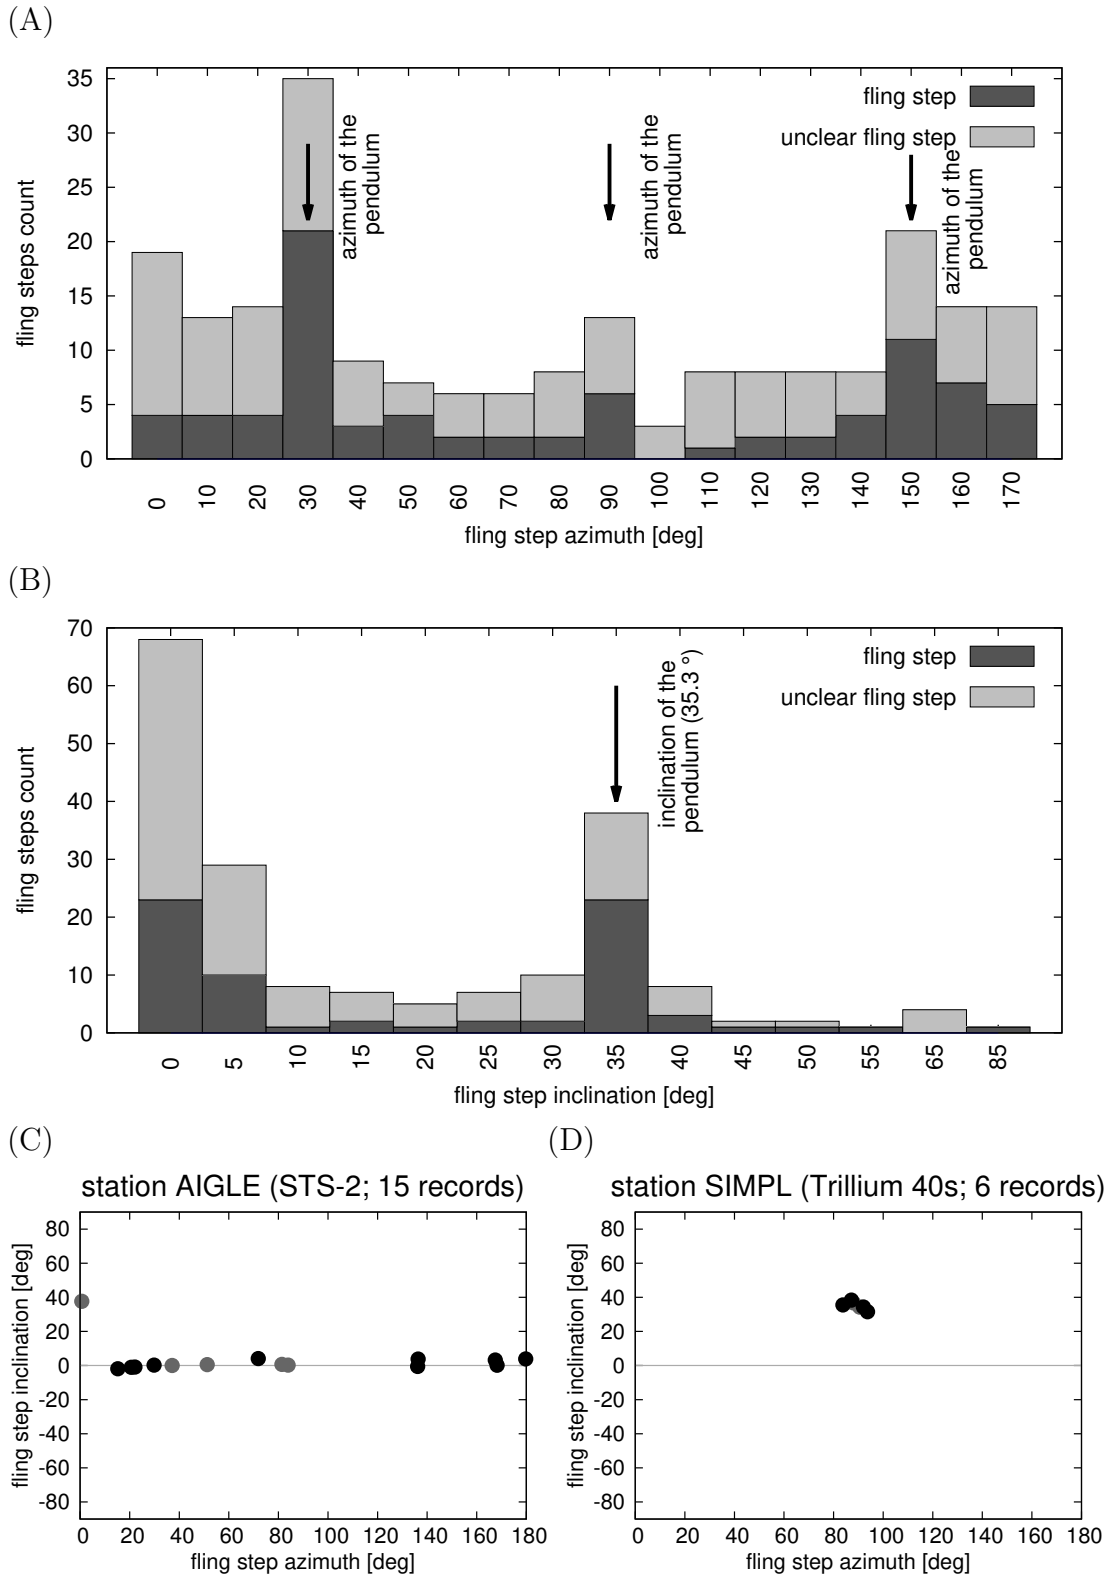 (A)
35
30
25
20
15
10
5
0
fling steps count
fling step
unclear fling step
azimuth of the
pendulum
azimuth of the
pendulum
azimuth of the
pendulum
0 10 20 30 40 50 60 70 80 90 100 110 120 130 140 150 160 170
fling step azimuth [deg]
(B)
70
60
50
40
30
20
10
0
fling steps count
fling step
unclear fling step
inclination of the
pendulum (35.3 °)
0 5 10 15 20 25 30 35 40 45 50 55 65 85
fling step inclination [deg]
(C)
station AIGLE (STS-2; 15 records)
80
60
40
20
0
-20
-40
-60
-80
fling step inclination [deg]
0 20 40 60 80 100 120 140 160 180
fling step azimuth [deg]
(D)
station SIMPL (Trillium 40s; 6 records)
80
60
40
20
0
-20
-40
-60
-80
fling step inclination [deg]
0 20 40 60 80 100 120 140 160 180
fling step azimuth [deg]